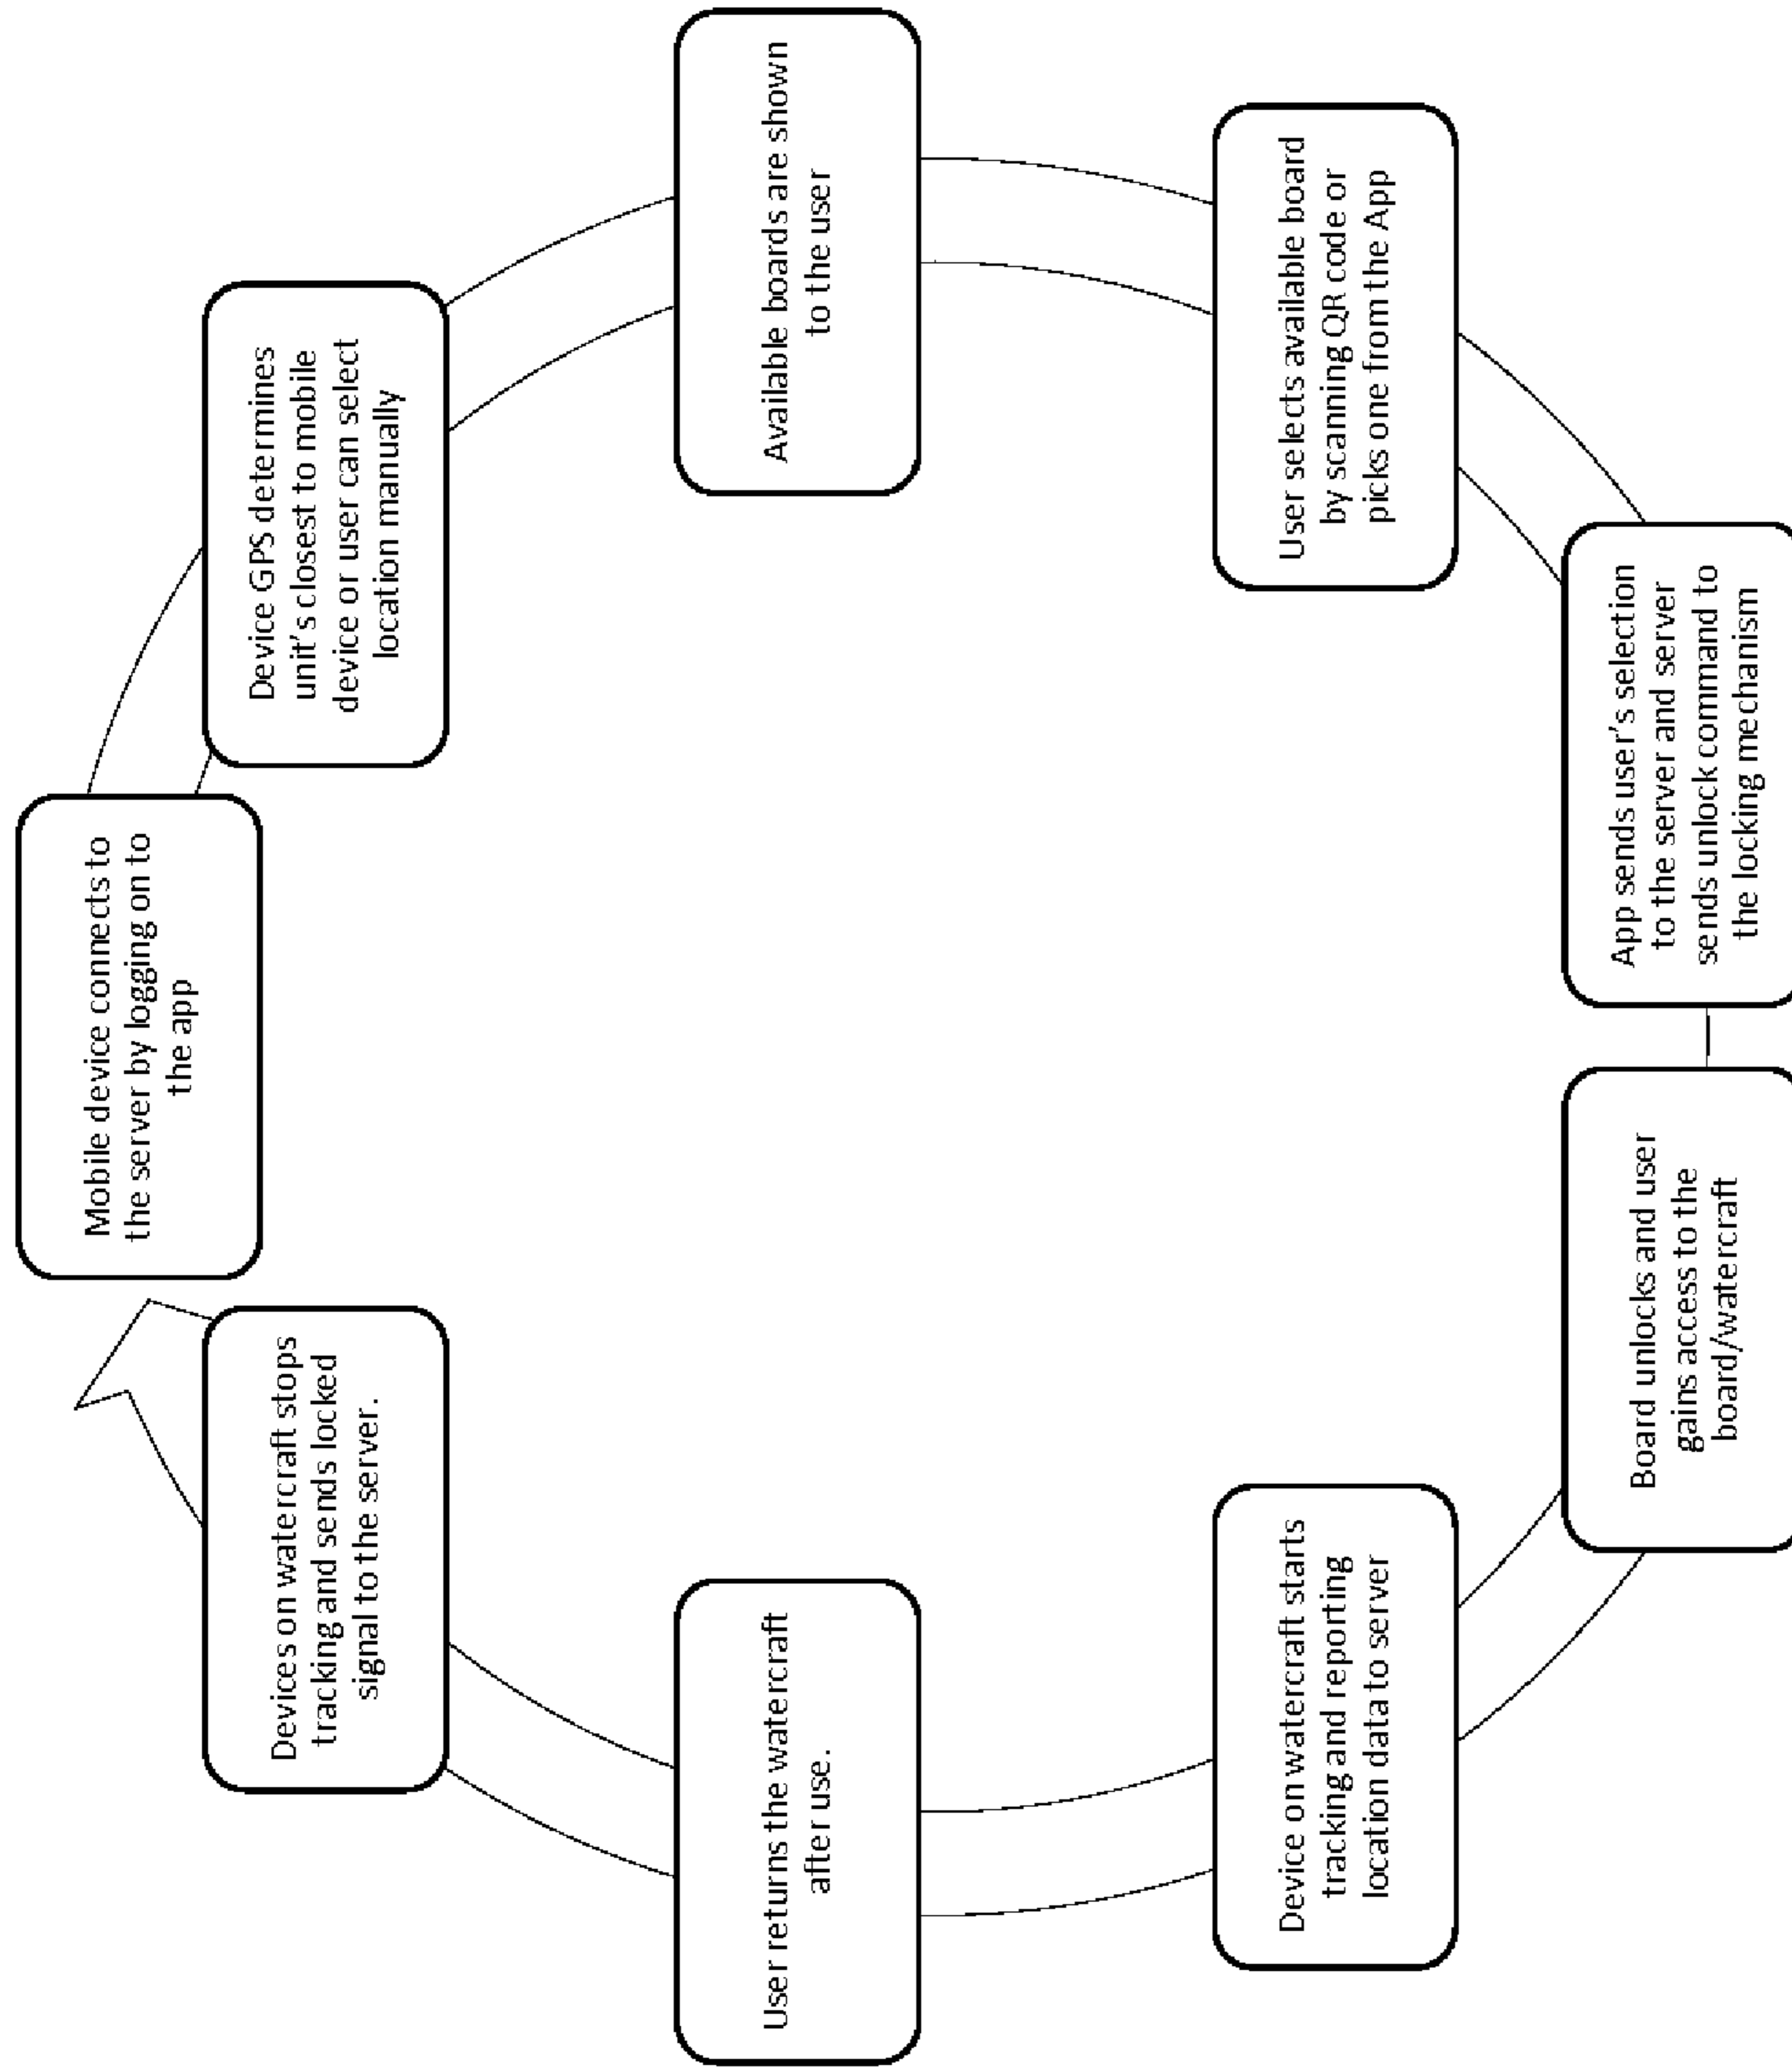 Mobile device connects to
the server by logging on to
the app
Device GPS determines
unit's closest to mobile
device or user can select
location manually
Available boards are shown
to the user
User selects available board
by scanning QR code or
picks one from the App
App sends user's selection
to the server and server
sends unlock command to
the locking mechanism
Board unlocks and user
gains access to the
board/watercraft
Device on watercraft starts
tracking and reporting
location data to server
User returns the watercraft
after use.
Devices on watercraft stops
tracking and sends locked
signal to the server.